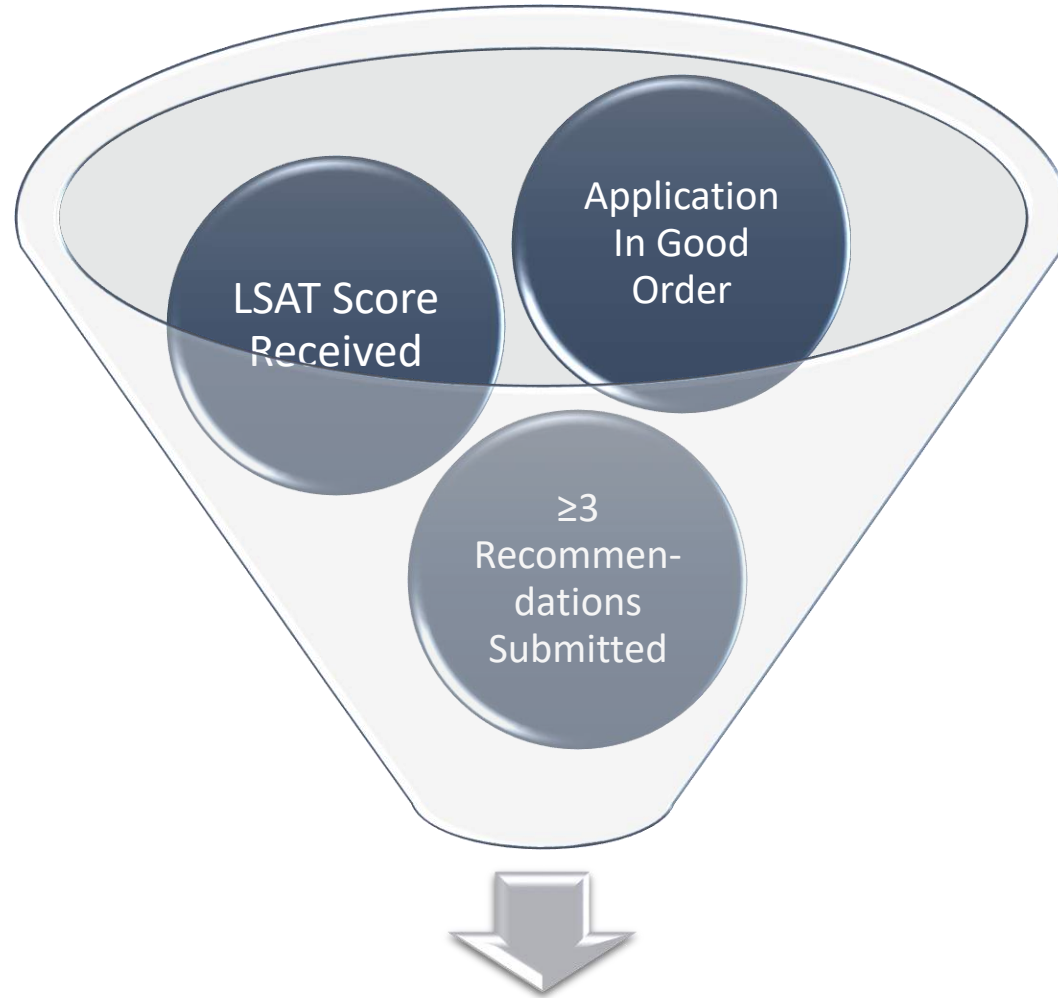 Application
In Good
Order
LSAT Score
Received
≥3
Recommen-
dations
Submitted